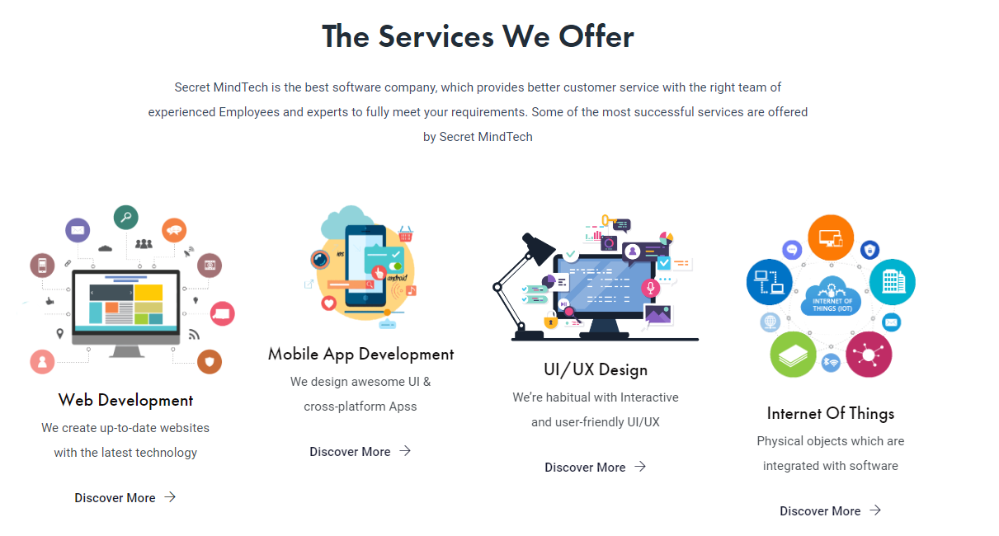 The Services We Offer
Secret MindTech is the best software company, which provides better customer service with the right team of
experienced Employees and experts to fully meet your requirements. Some of the most successful services are offered
by Secret MindTech
ios
android
INTERNET OF
THINGS (IOT)
Web Development
We create up-to-date websites
with the latest technology
Discover More
Mobile App Development
We design awesome UI &
cross-platform Apss
Discover More
UI/UX Design
We’re habitual with Interactive
and user-friendly UI/UX
Discover More
Internet Of Things
Physical objects which are
integrated with software
Discover More